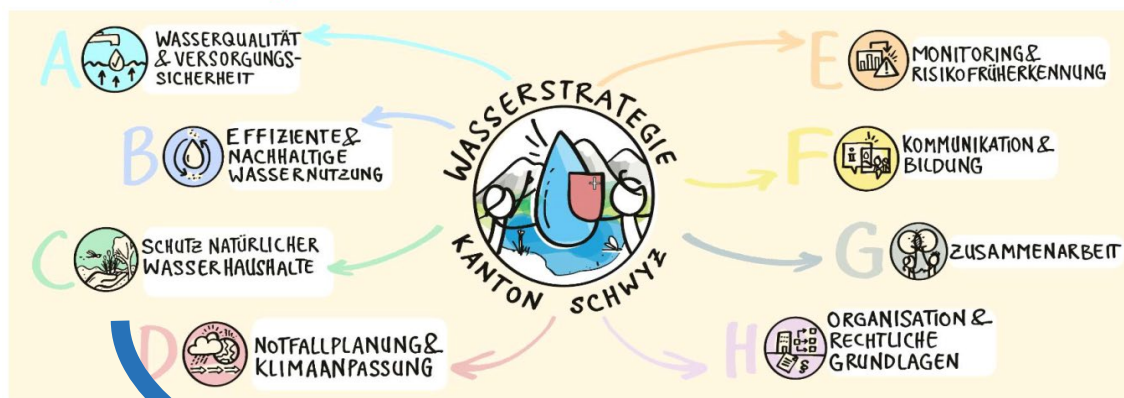 A
WASSERQUALITÄT
& VERSORGUNGS-
SICHERHEIT
B
EFFIZIENTE &
NACHHALTIGE
WASSERNUTZUNG
C
SCHUTZ NATÜRLICHER
WASSERHAUSHALTE
D
NOTFALLPLANUNG &
KLIMAANPASSUNG
WASSERSTRATEGIE
KANTON SCHWYZ
E
MONITORING &
RISIKOFRÜHERKENNUNG
F
KOMMUNIKATION &
BILDUNG
G
ZUSAMMENARBEIT
H
ORGANISATION &
RECHTLICHE
GRUNDLAGEN